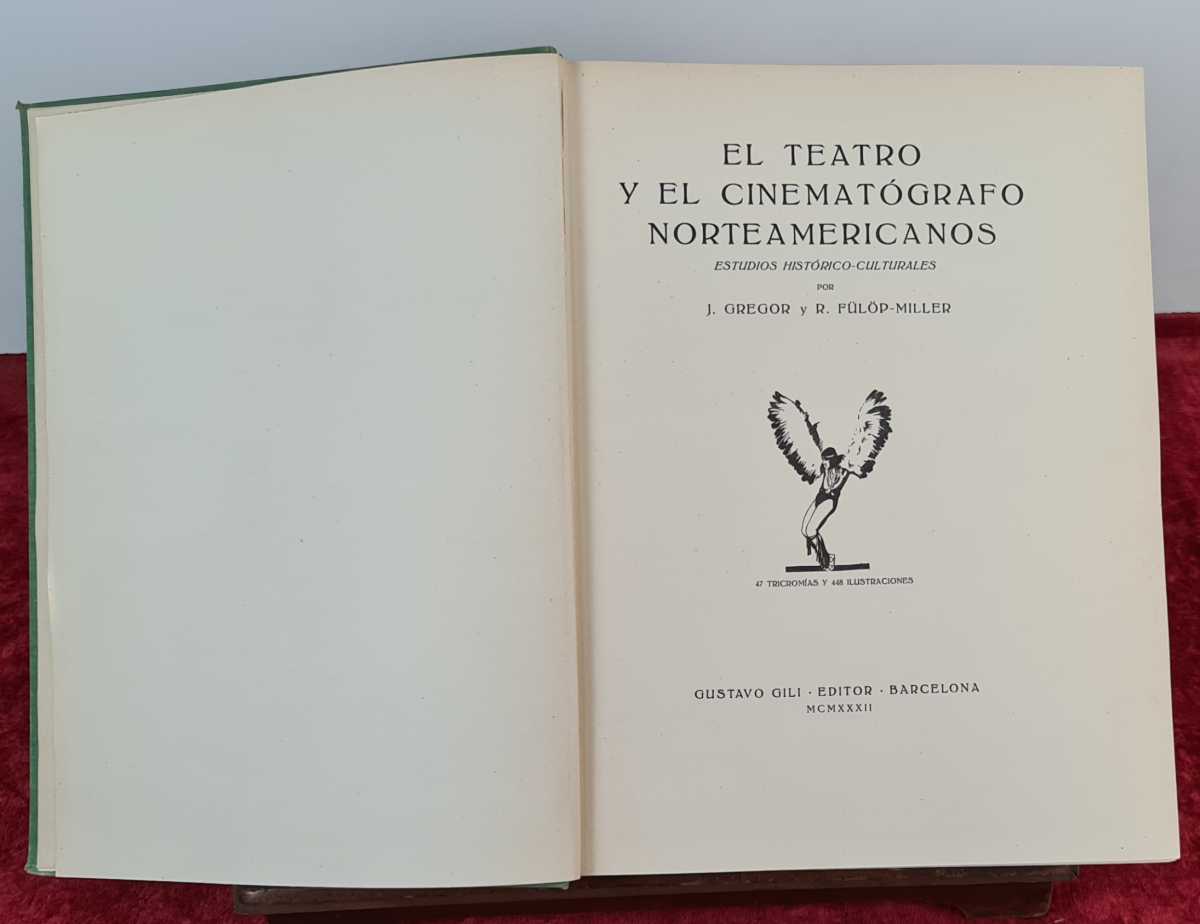 EL TEATRO
Y EL CINEMATÓGRAFO
NORTEAMERICANOS
ESTUDIOS HISTÓRICO-CULTURALES
POR
J. GREGOR y R. FÜLÖP-MILLER
47 TRICROMÍAS Y 448 ILUSTRACIONES
GUSTAVO GILI · EDITOR · BARCELONA
MCMXXXII